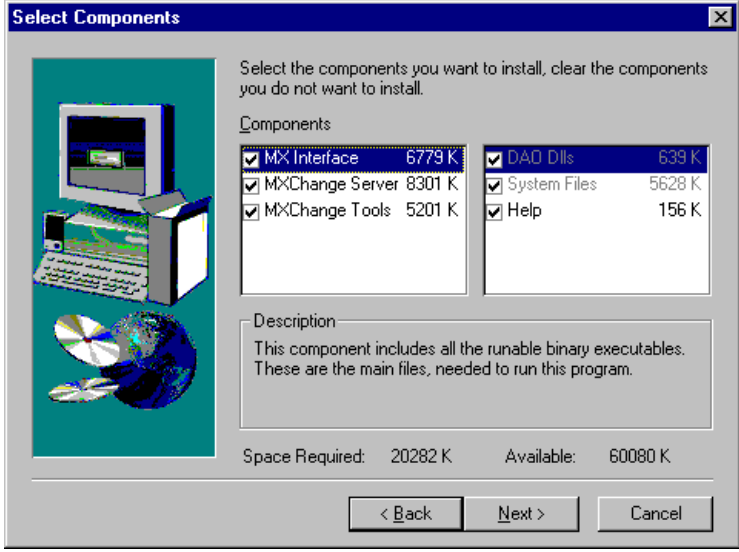 Select Components
Select the components you want to install, clear the components
you do not want to install.
Components
MX Interface 6779 K
MXChange Server 8301 K
MXChange Tools 5201 K
DAO Dlls 639 K
System Files 5628 K
Help 156 K
Description
This component includes all the runable binary executables.
These are the main files, needed to run this program.
Space Required: 20282 K Available: 60080 K
< Back Next > Cancel